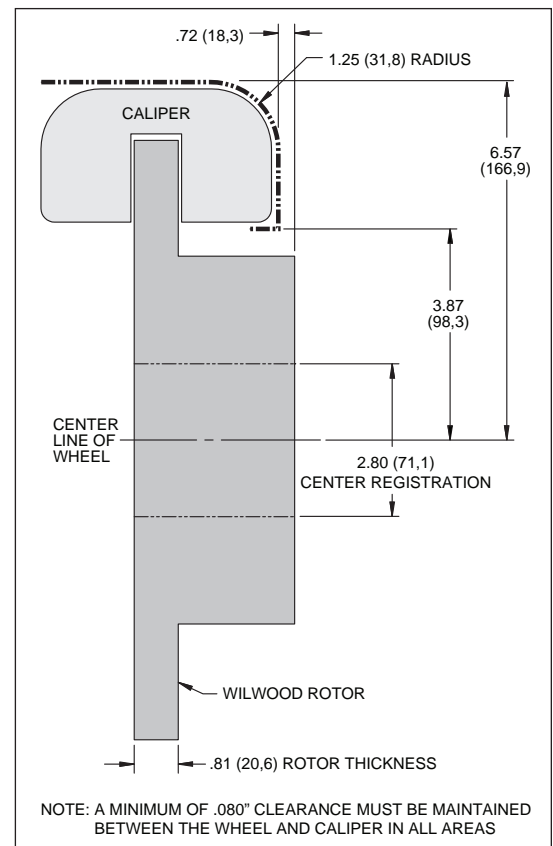 .72 (18,3)
1.25 (31,8) RADIUS
CALIPER
6.57
(166,9)
3.87
(98,3)
CENTER
LINE OF
WHEEL
2.80 (71,1)
CENTER REGISTRATION
WILWOOD ROTOR
.81 (20,6) ROTOR THICKNESS
NOTE: A MINIMUM OF .080" CLEARANCE MUST BE MAINTAINED
BETWEEN THE WHEEL AND CALIPER IN ALL AREAS